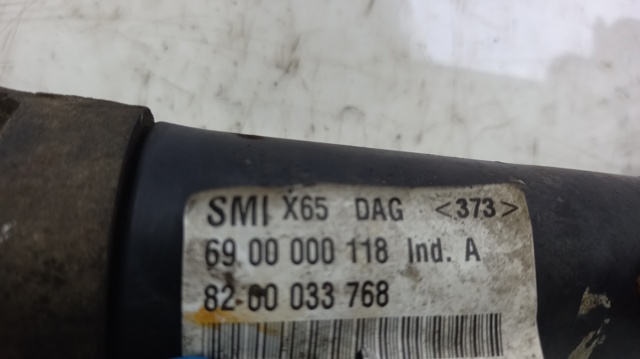 SMI X65 DAG <373>
69 00 000 118 Ind. A
82-00 033 768